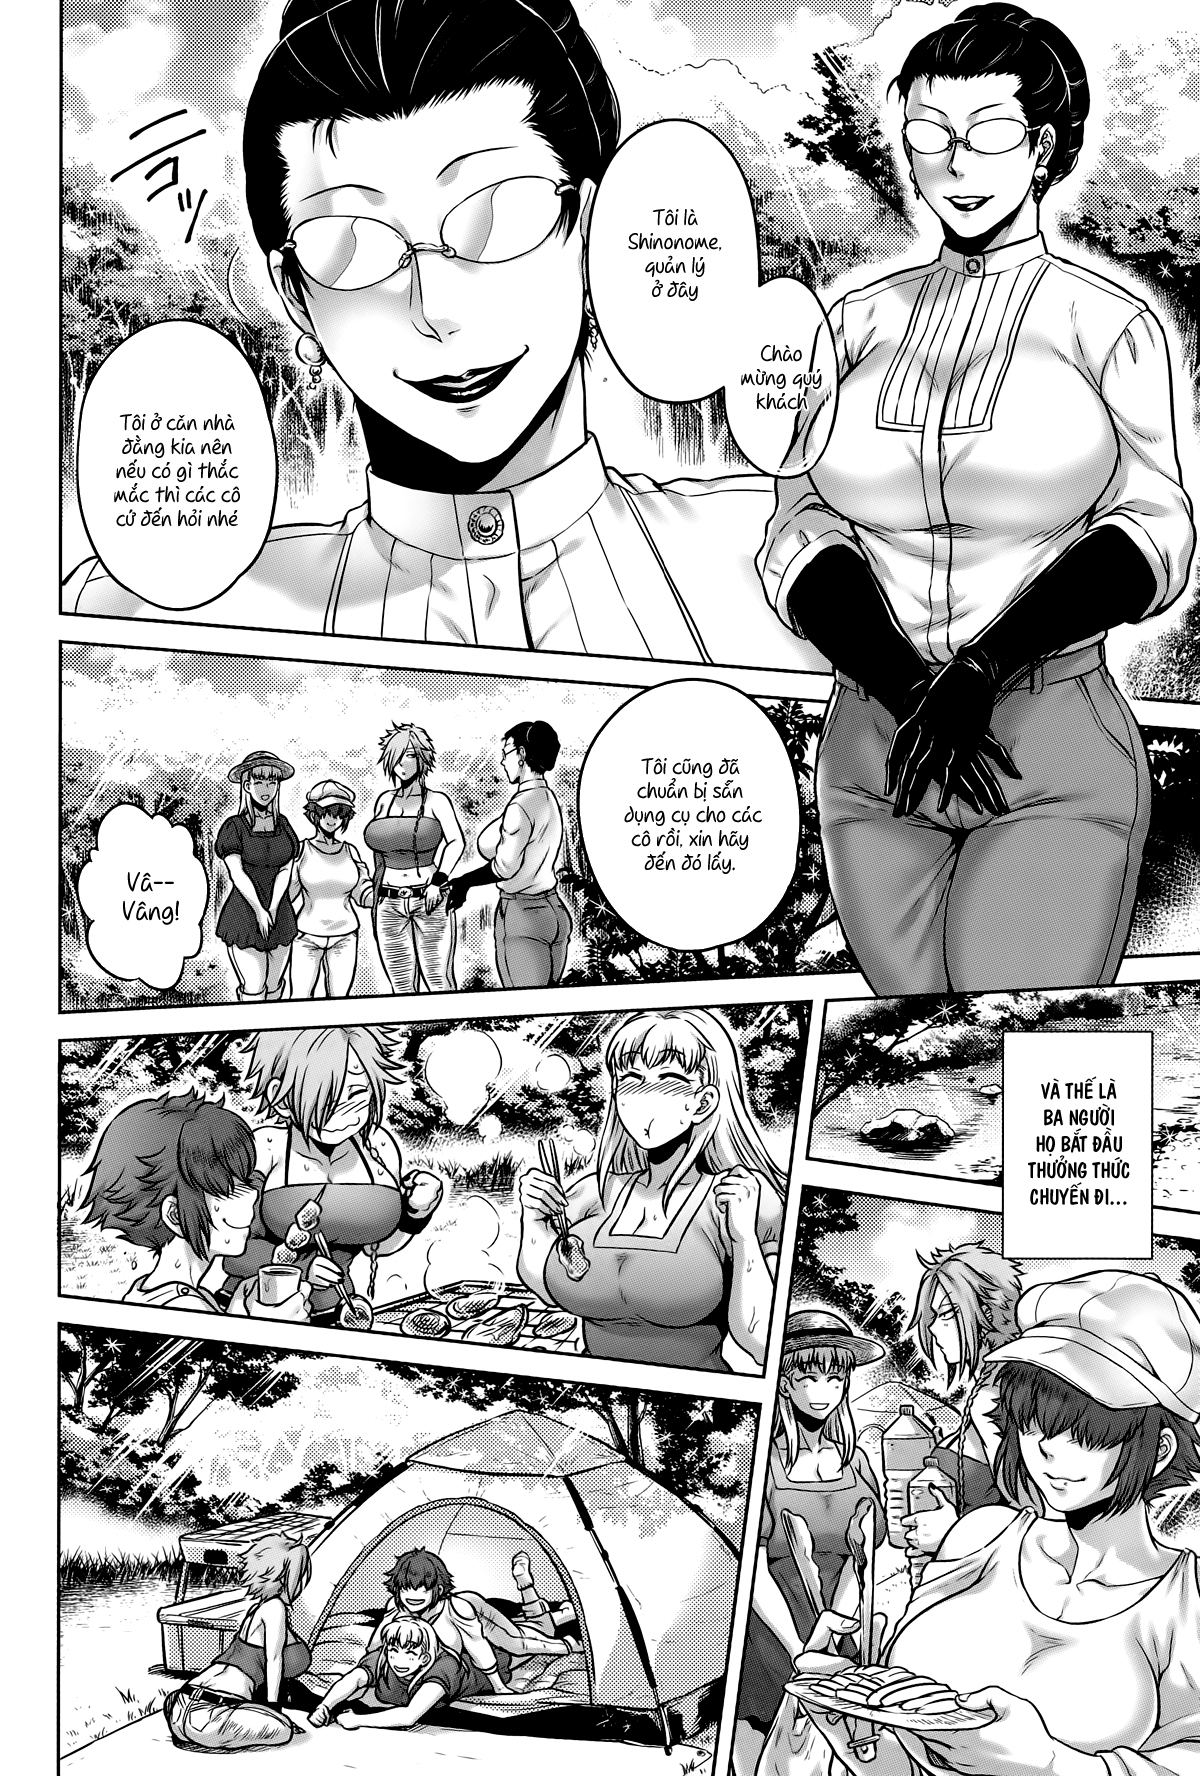 Chào
mừng quý
khách
Tôi là
Shinonome,
quản lý
ở đây
ニコッ
Tôi ở căn nhà
đằng kia nên
nếu có gì thắc
mắc thì các cô
cứ đến hỏi nhé
Tôi cũng đã
chuẩn bị sẵn
dụng cụ cho các
cô rồi, xin hãy
đến đó lấy.
Vâ--
Vâng!
VÀ THẾ LÀ
BA NGƯỜI
HỌ BẮT ĐẦU
THƯỞNG THỨC
CHUYẾN ĐI...